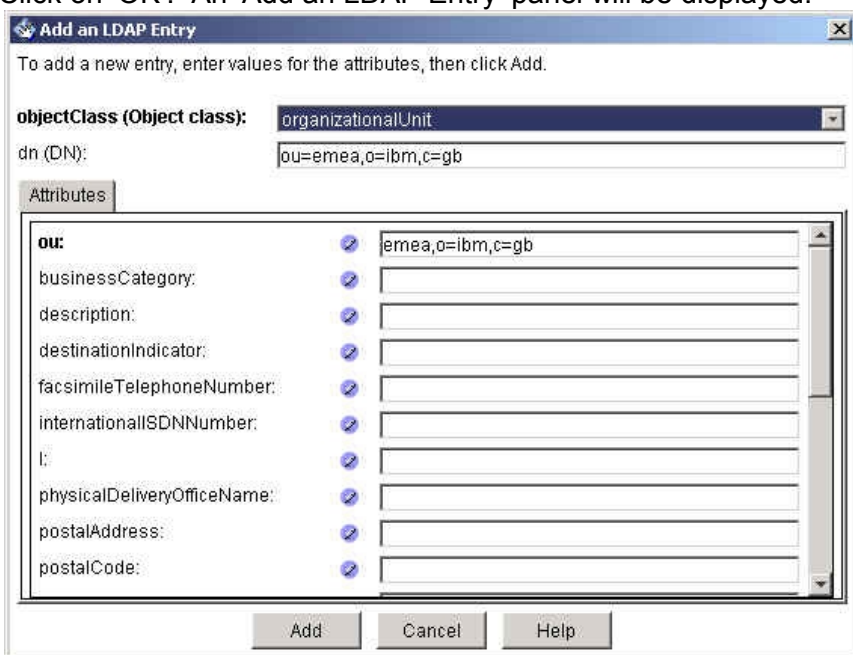 Click on 'OK'. An 'Add an LDAP Entry' panel will be displayed:
Add an LDAP Entry
To add a new entry, enter values for the attributes, then click Add.
objectClass (Object class): organizationalUnit
dn (DN): ou=emea,o=ibm,c=gb
Attributes
ou: emea,o=ibm,c=gb
businessCategory:
description:
destinationIndicator:
facsimileTelephoneNumber:
internationalISDNNumber:
l:
physicalDeliveryOfficeName:
postalAddress:
postalCode:
Add Cancel Help